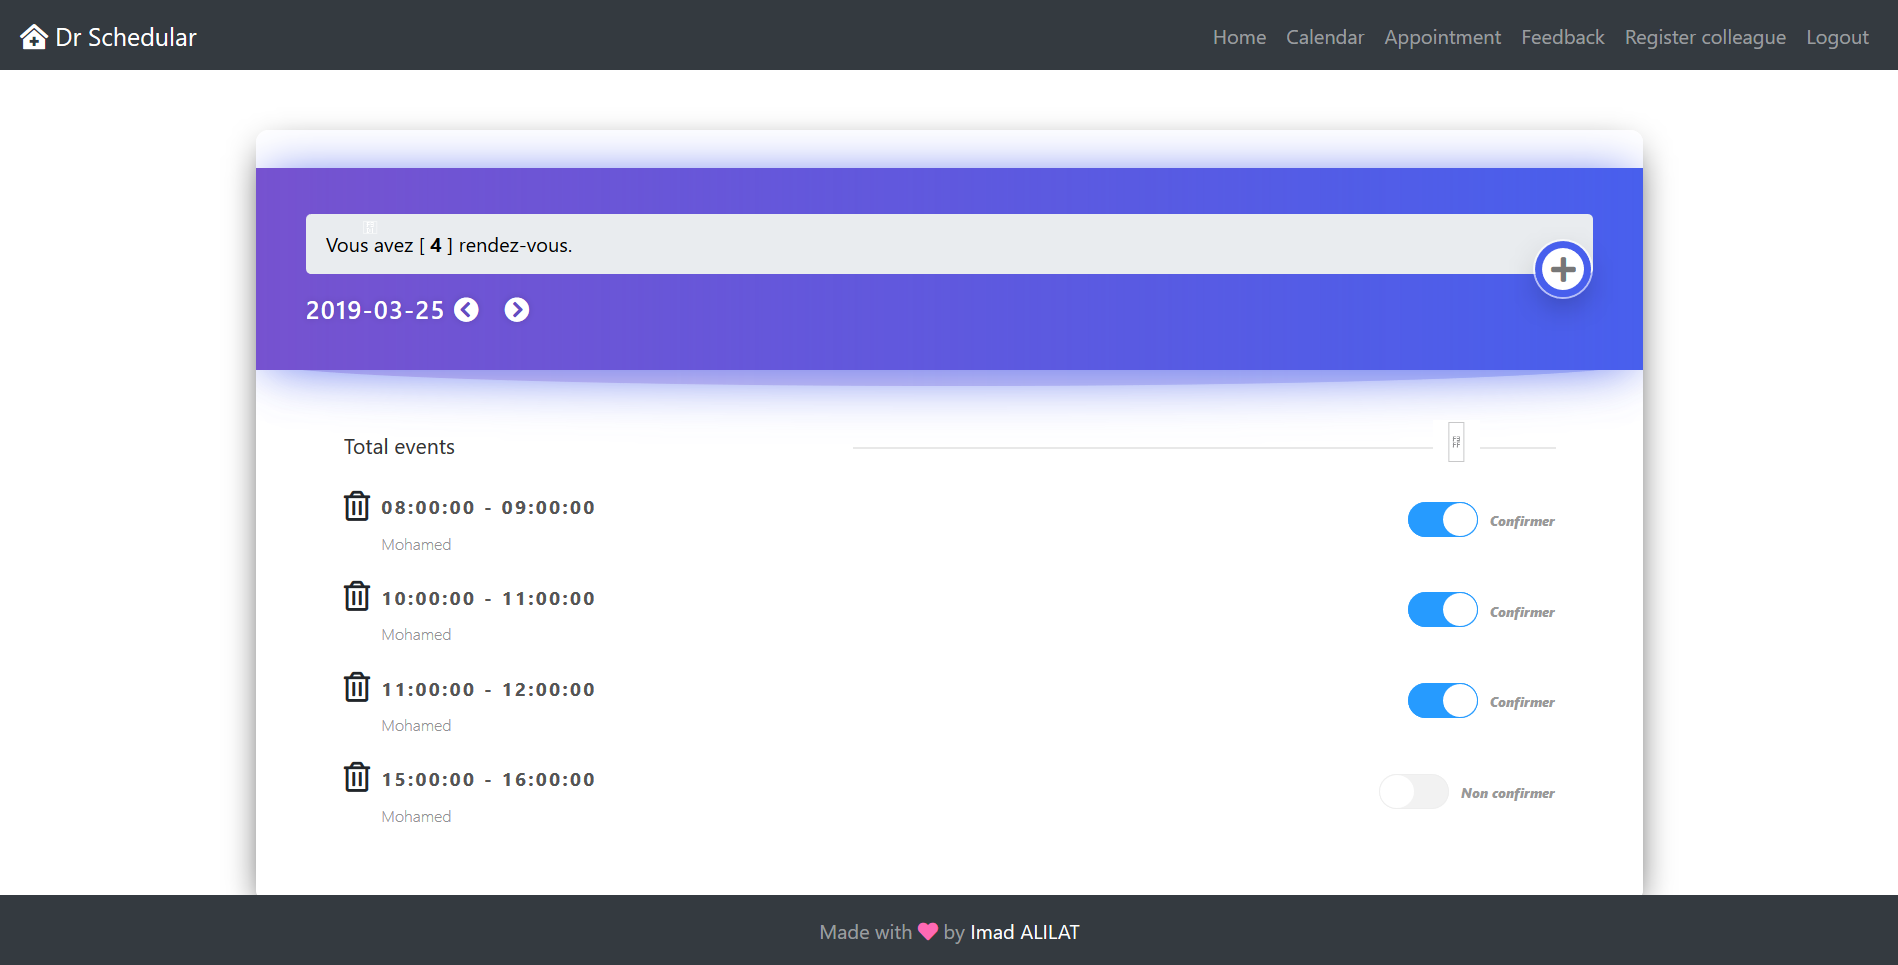 Dr Schedular
Home Calendar Appointment Feedback Register colleague Logout
Vous avez [ 4 ] rendez-vous.
2019-03-25
Total events
08:00:00 - 09:00:00
Confirmer
Mohamed
10:00:00 - 11:00:00
Confirmer
Mohamed
11:00:00 - 12:00:00
Confirmer
Mohamed
15:00:00 - 16:00:00
Non confirmer
Mohamed
Made with by Imad ALILAT